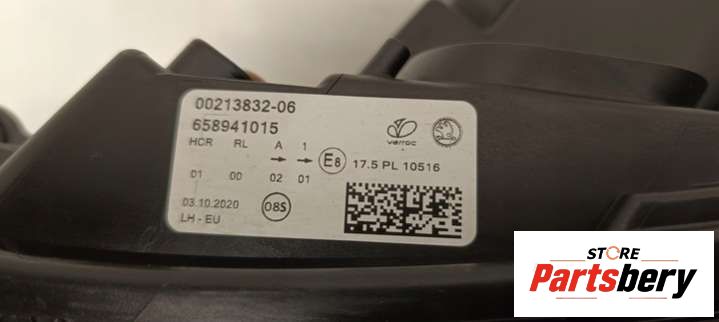 00213832-06
658941015
varroc
HCR RL A 1
E8 17.5 PL 10516
01 00 02 01
03.10.2020 08S
LH - EU
STORE
Partsbery